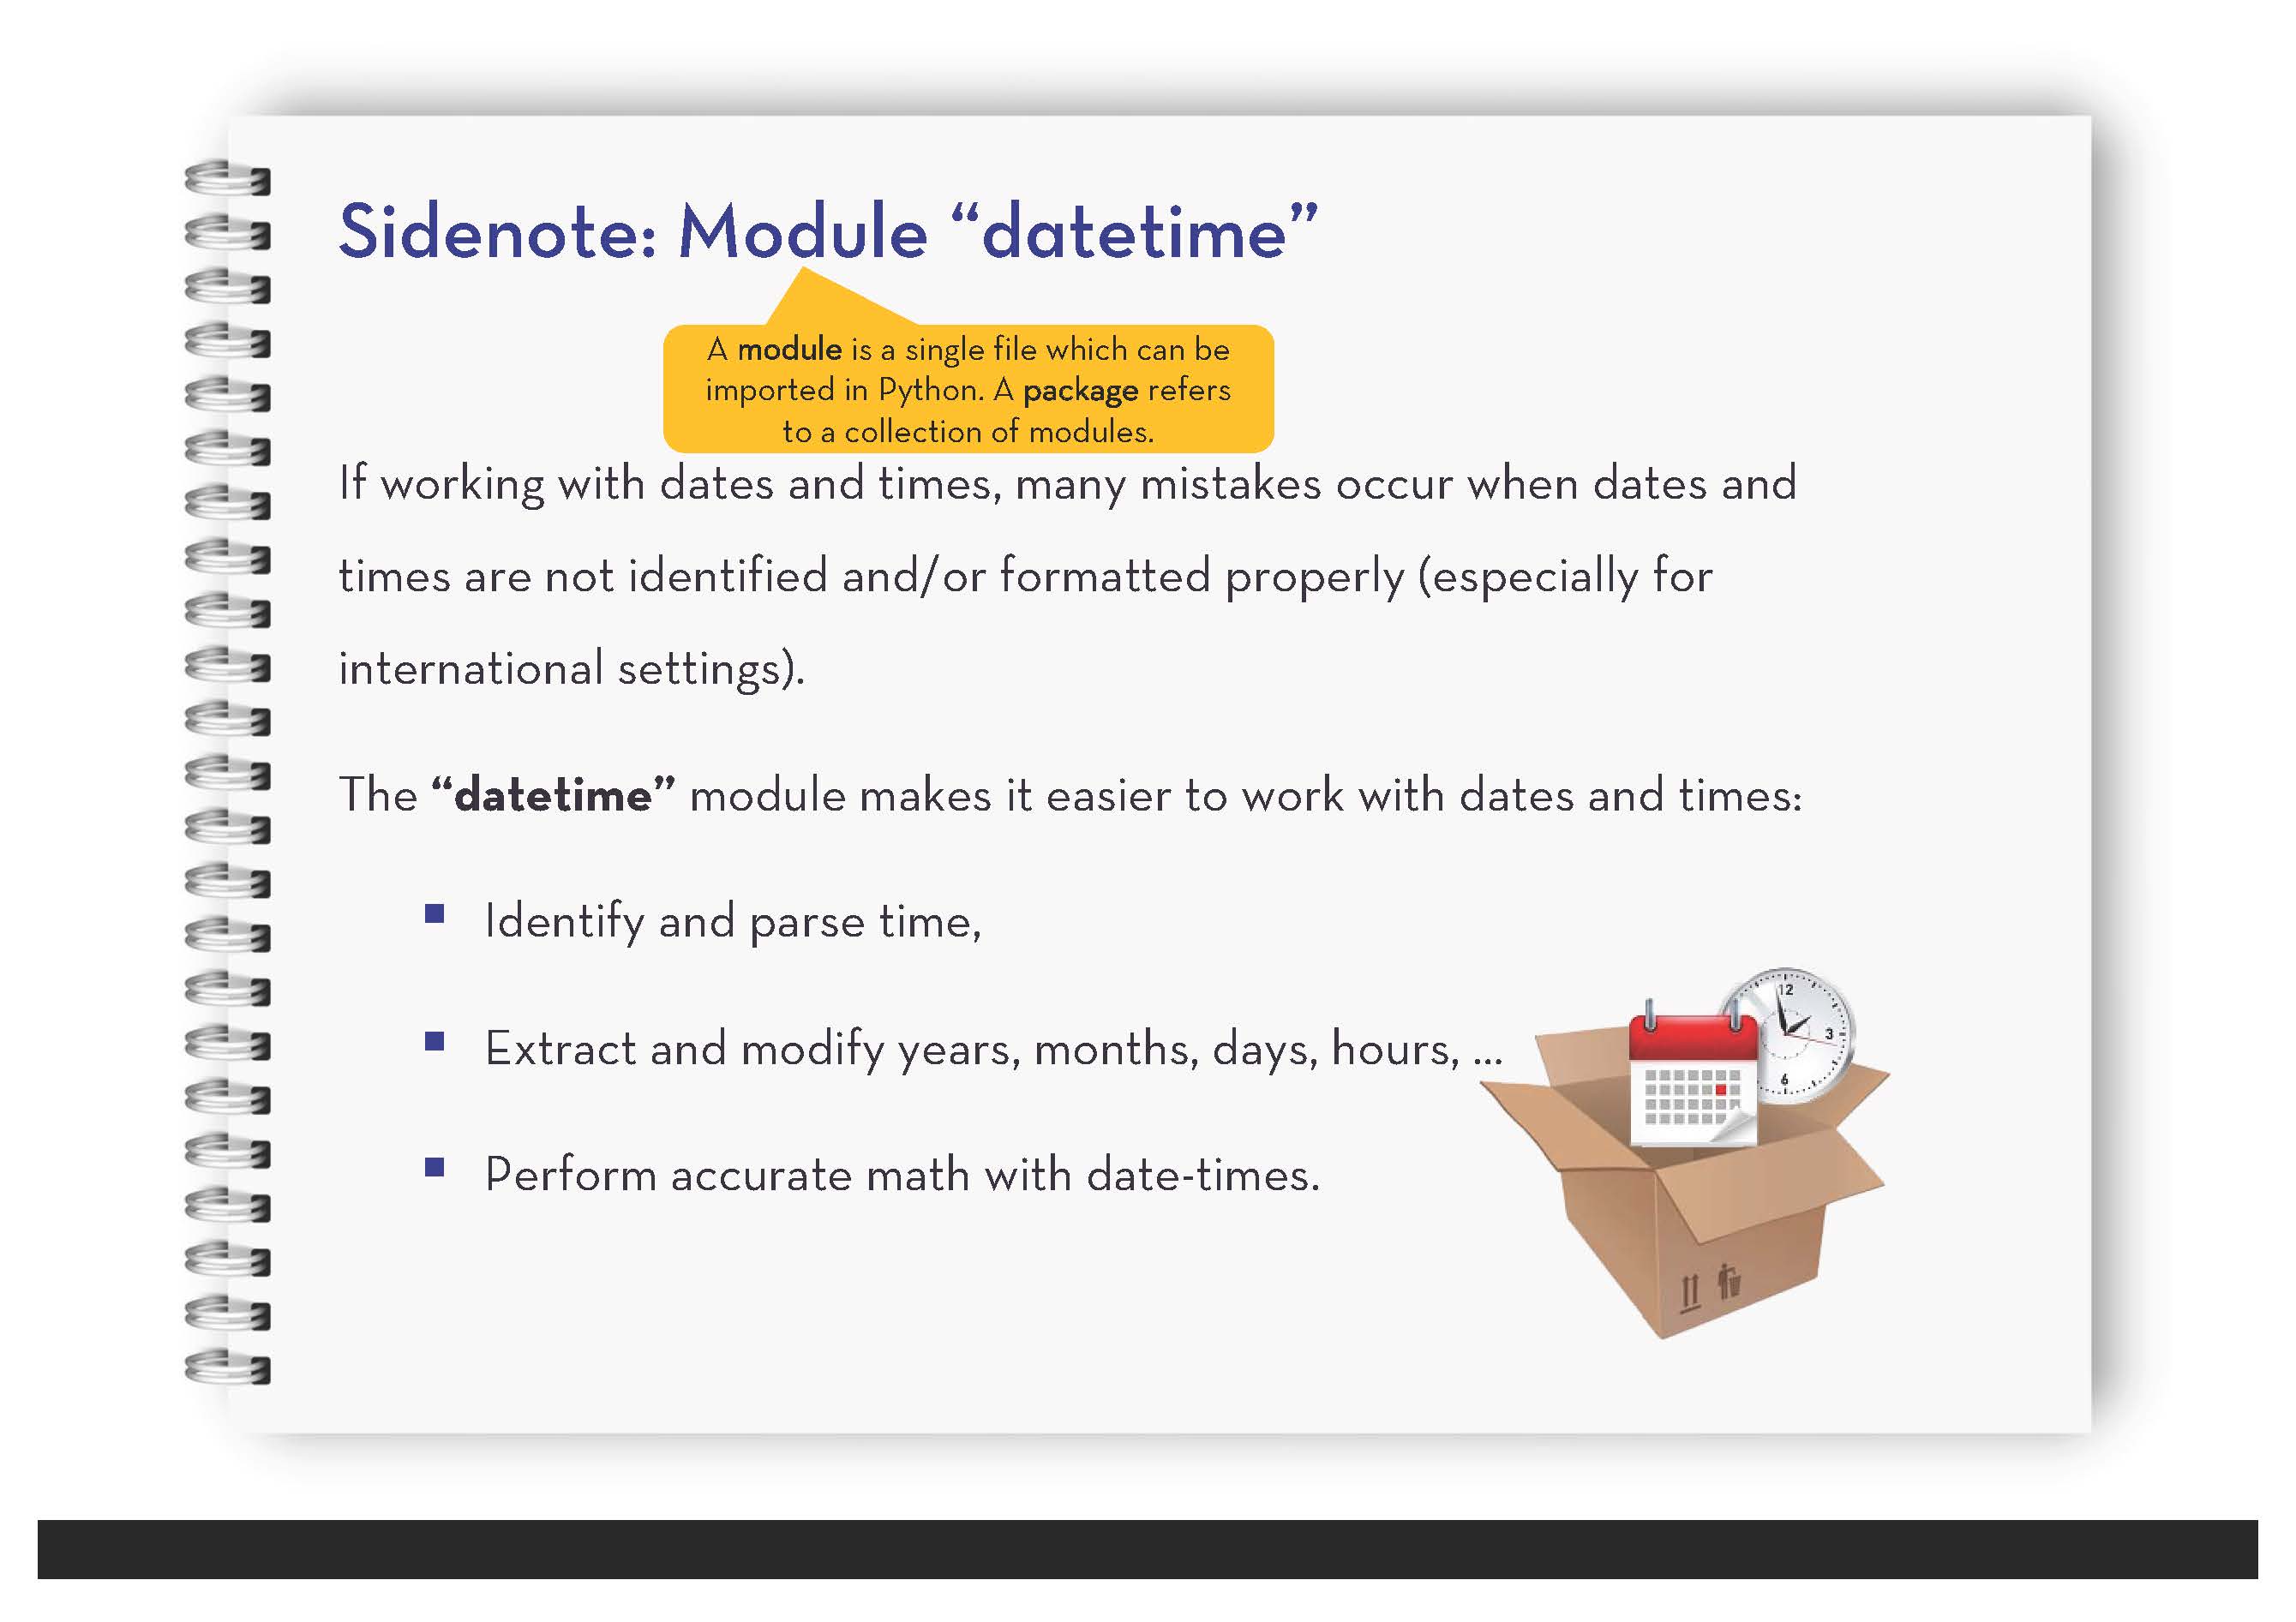 Sidenote: Module “datetime”
A module is a single file which can be
imported in Python. A package refers
to a collection of modules.
If working with dates and times, many mistakes occur when dates and
times are not identified and/or formatted properly (especially for
international settings).
The “datetime” module makes it easier to work with dates and times:
Identify and parse time,
12
3
6
Extract and modify years, months, days, hours, ...
Perform accurate math with date-times.